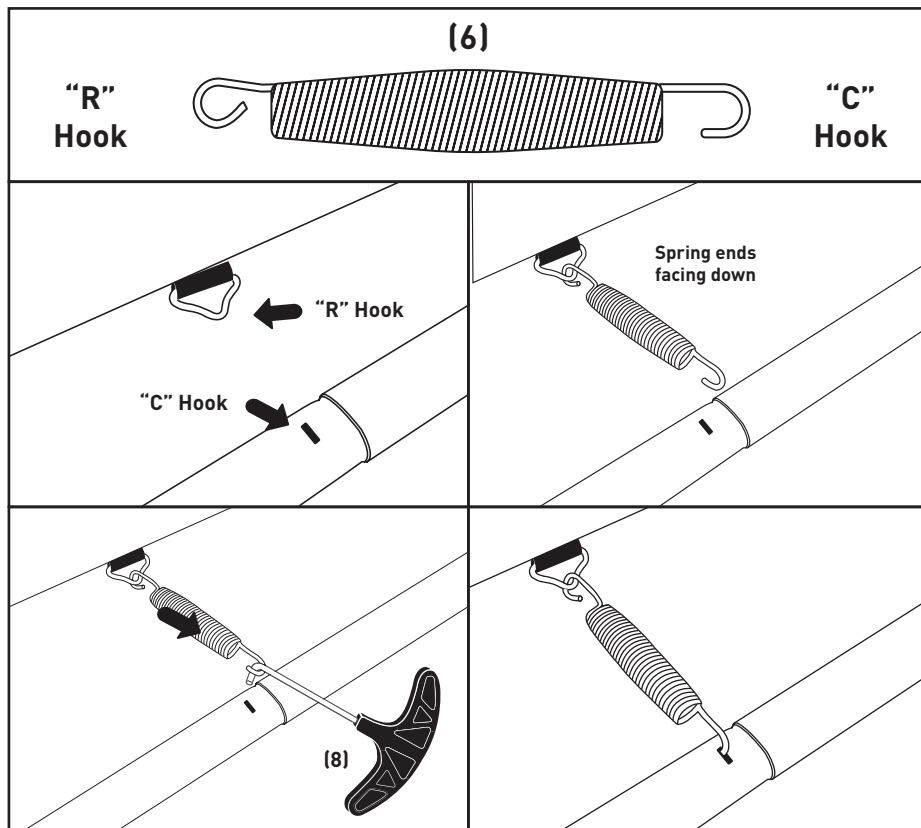 (6)
“R”
Hook
“C”
Hook
“R” Hook
“C” Hook
Spring ends
facing down
(8)